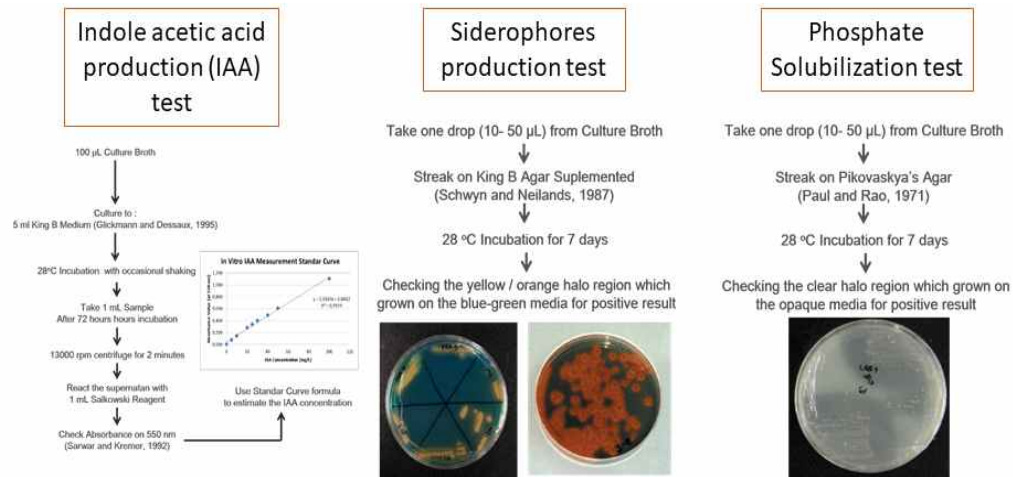 Indole acetic acid
production (IAA)
test
100 µL Culture Broth
Culture to :
5 ml King B Medium (Glickmann and Dessaux, 1995)
28°C Incubation with occasional shaking
Take 1 mL Sample
After 72 hours hours incubation
13000 rpm centrifuge for 2 minutes
React the supernatan with
1 mL Salkowski Reagent
Check Absorbance on 550 nm
(Sarwar and Kremer, 1992)
In Vitro IAA Measurement Standar Curve
Use Standar Curve formula
to estimate the IAA concentration
Siderophores
production test
Take one drop (10- 50 µL) from Culture Broth
Streak on King B Agar Suplemented
(Schwyn and Neilands, 1987)
28 ºC Incubation for 7 days
Checking the yellow / orange halo region which
grown on the blue-green media for positive result
Phosphate
Solubilization test
Take one drop (10- 50 µL) from Culture Broth
Streak on Pikovaskya's Agar
(Paul and Rao, 1971)
28 ºC Incubation for 7 days
Checking the clear halo region which grown on
the opaque media for positive result